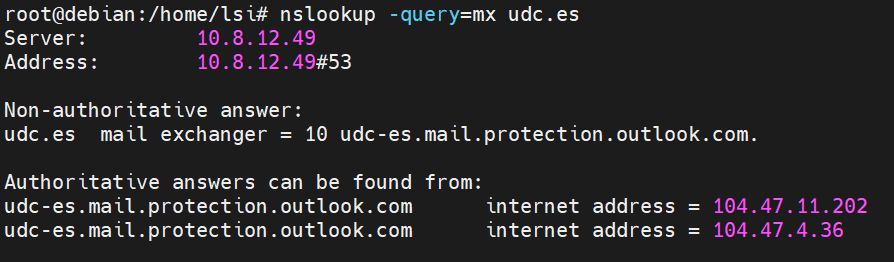 root@debian:/home/lsi# nslookup -query=mx udc.es
Server: 10.8.12.49
Address: 10.8.12.49#53
Non-authoritative answer:
udc.es mail exchanger = 10 udc-es.mail.protection.outlook.com.
Authoritative answers can be found from:
udc-es.mail.protection.outlook.com internet address = 104.47.11.202
udc-es.mail.protection.outlook.com internet address = 104.47.4.36